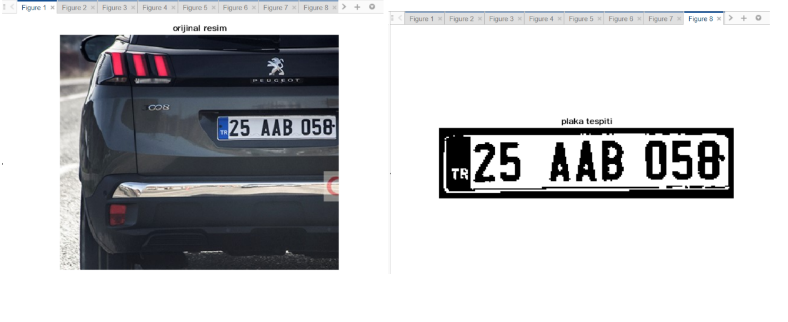 Figure 1 × Figure 2 × Figure 3 × Figure 4 × Figure 5 × Figure 6 × Figure 7 × Figure 8 ×
orijinal resim
PEUGEOT
TR 25 AAB 058
Figure 1 × Figure 2 × Figure 3 × Figure 4 × Figure 5 × Figure 6 × Figure 7 × Figure 8 ×
plaka tespiti
TR 25 AAB 058